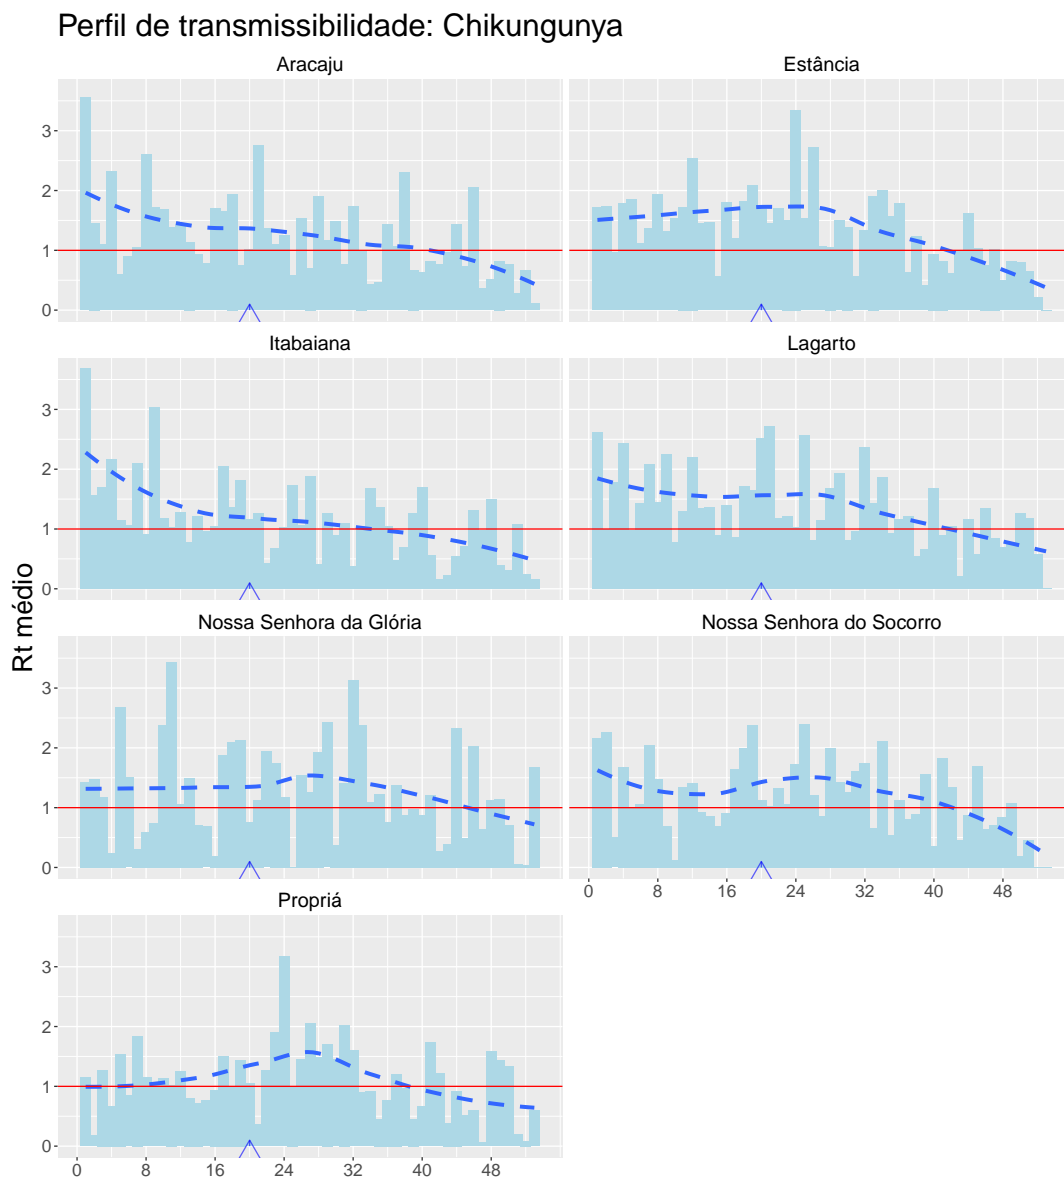 Perfil de transmissibilidade: Chikungunya
Aracaju
Estância
3
2
1
0
Itabaiana
Lagarto
3
2
1
0
Rt médio
Nossa Senhora da Glória
Nossa Senhora do Socorro
3
2
1
0
0 8 16 24 32 40 48
Propriá
3
2
1
0
0 8 16 24 32 40 48